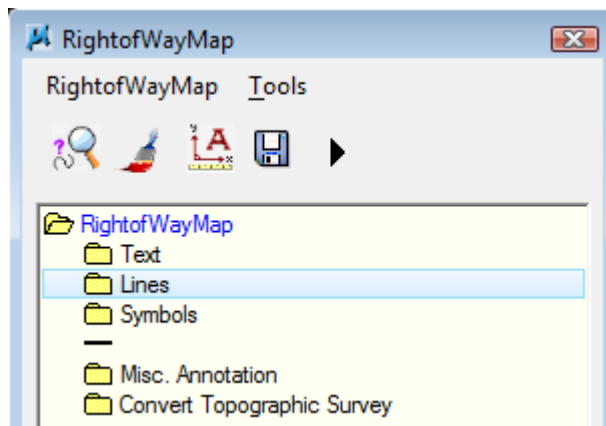 RightofWayMap
RightofWayMap Tools
RightofWayMap
Text
Lines
Symbols
Misc. Annotation
Convert Topographic Survey